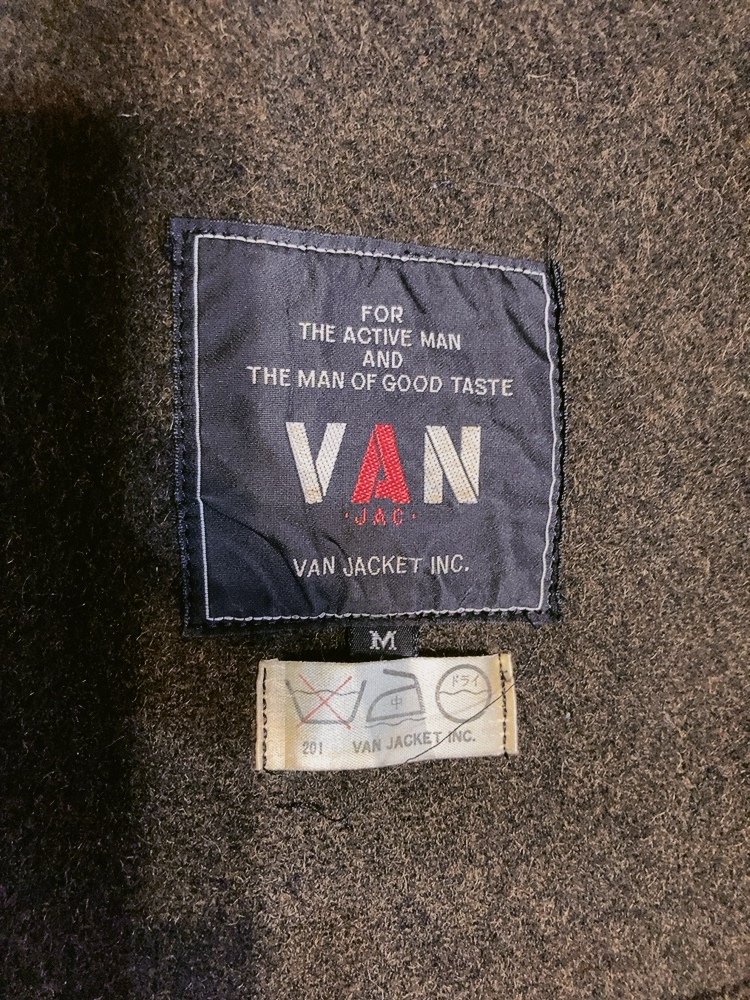 FOR
THE ACTIVE MAN
AND
THE MAN OF GOOD TASTE
VAN
·JAC·
VAN JACKET INC.
M
中
ドライ
201 VAN JACKET INC.